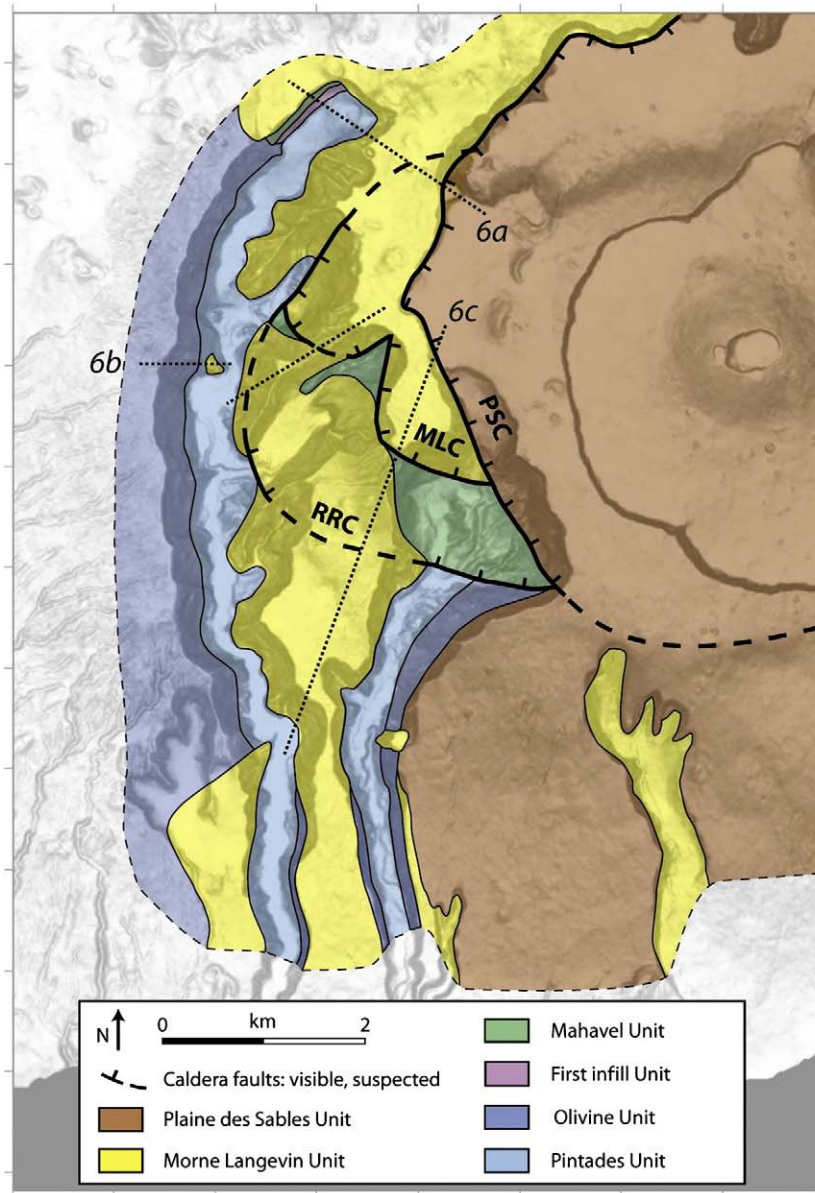 6a
6c
6b
PSC
MLC
RRC
N
0 km 2
Caldera faults: visible, suspected
Plaine des Sables Unit
Morne Langevin Unit
Mahavel Unit
First infill Unit
Olivine Unit
Pintades Unit